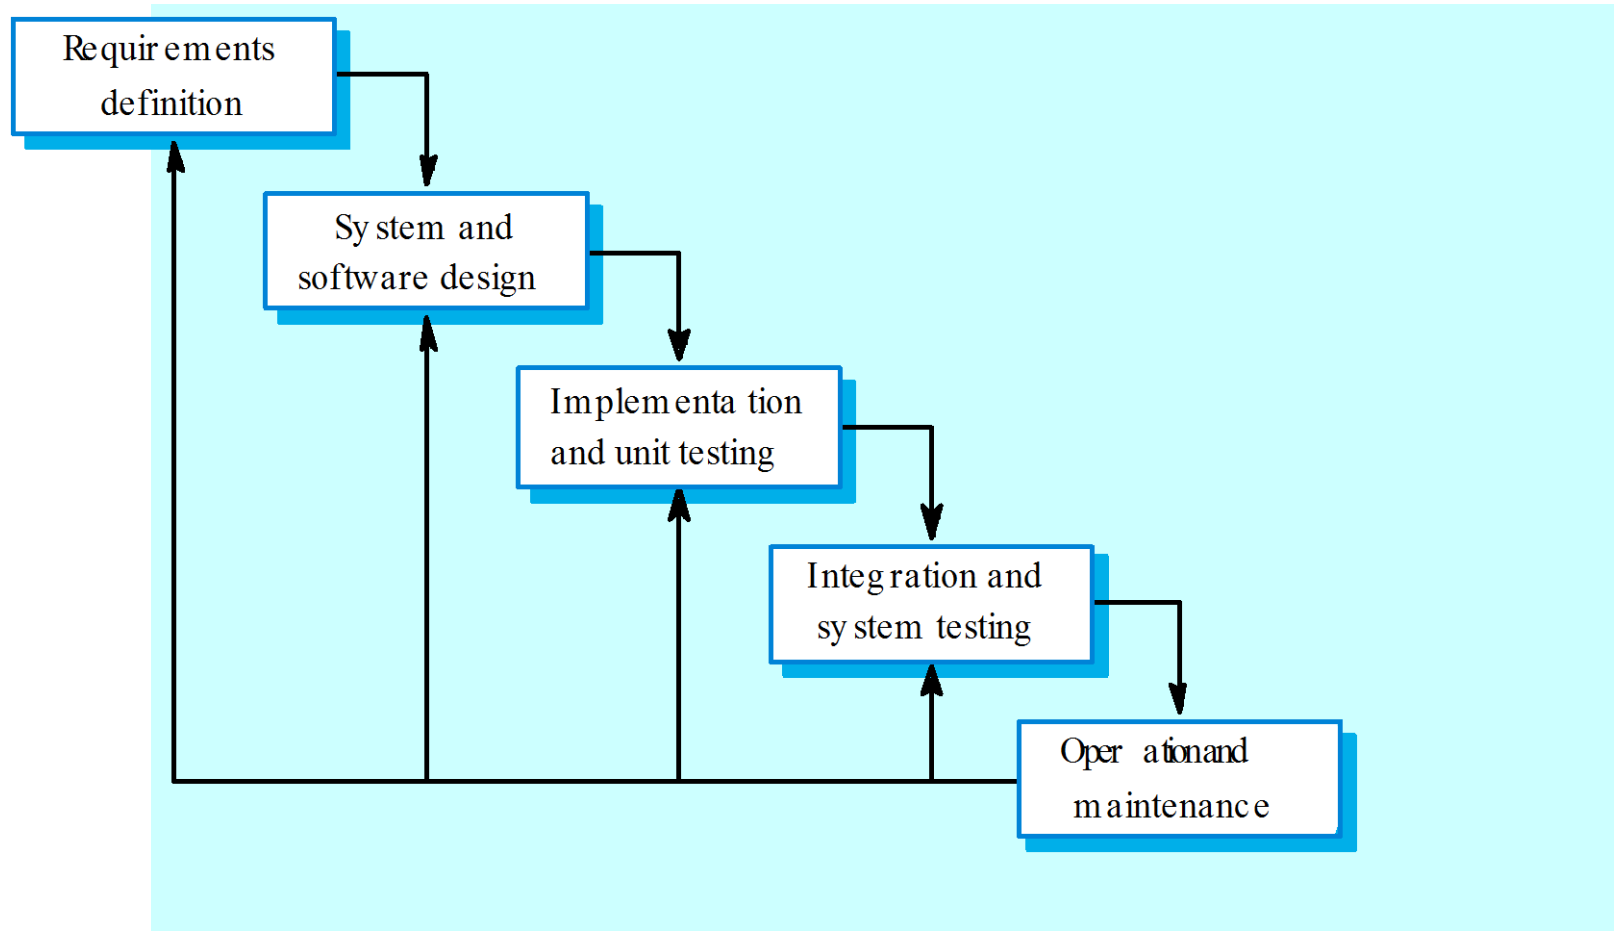 Requirements
definition
System and
software design
Implementation
and unit testing
Integration and
system testing
Operation and
maintenance